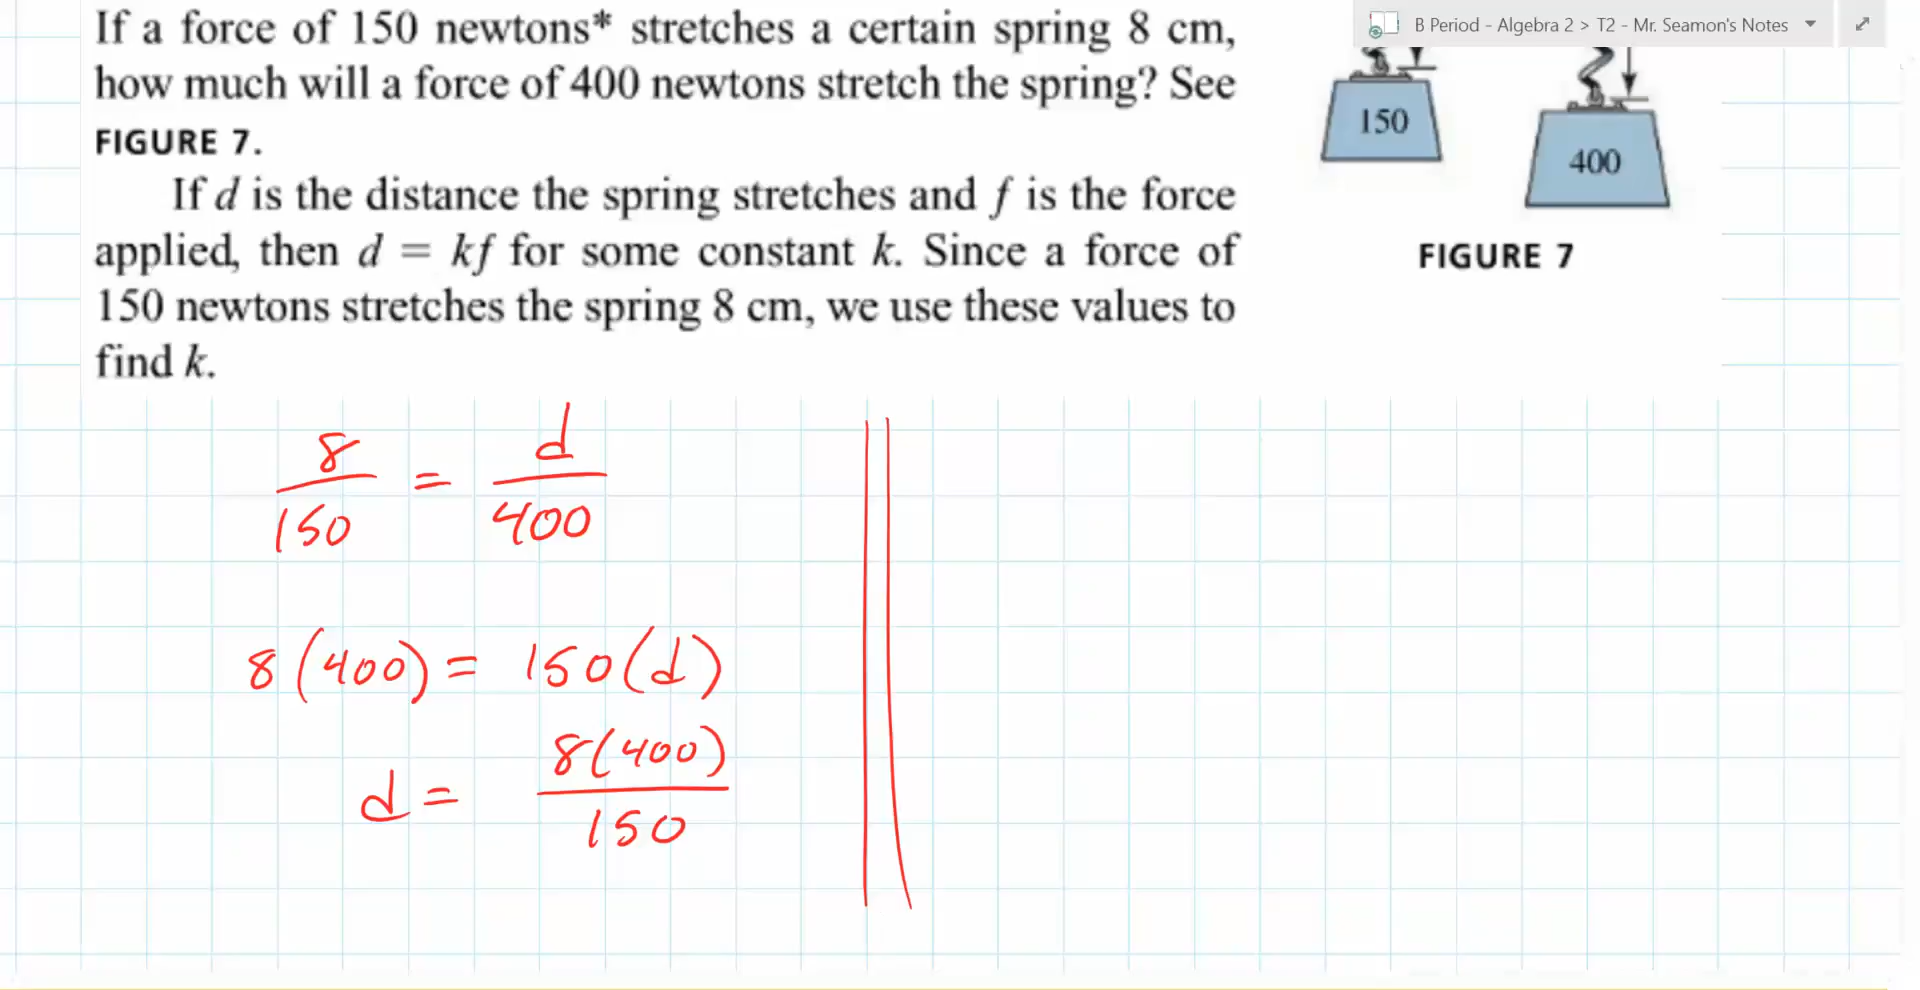 If a force of 150 newtons* stretches a certain spring 8 cm,
how much will a force of 400 newtons stretch the spring? See
FIGURE 7.
If d is the distance the spring stretches and f is the force
applied, then d = kf for some constant k. Since a force of
150 newtons stretches the spring 8 cm, we use these values to
find k.
B Period - Algebra 2 > T2 - Mr. Seamon's Notes
150
400
FIGURE 7
8/150 = d/400
8(400) = 150(d)
d = 8(400)/150